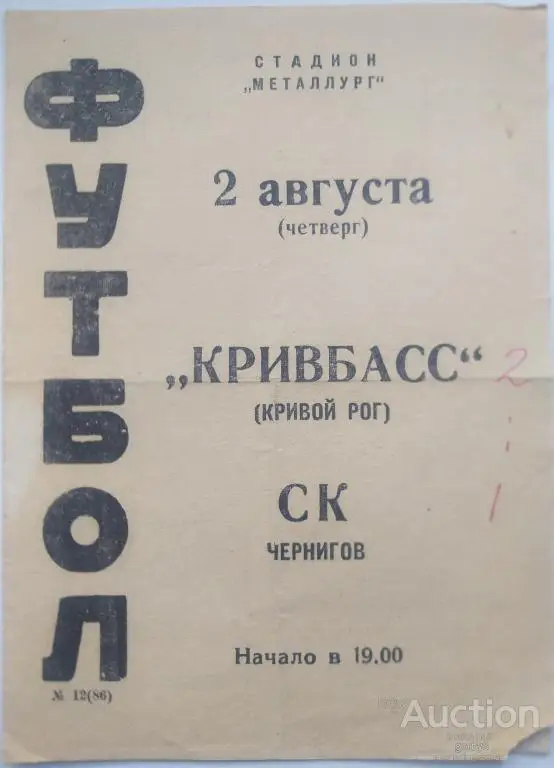 ФУТБОЛ
№ 12(86)
СТАДИОН
„МЕТАЛЛУРГ“
2 августа
(четверг)
„КРИВБАСС“ 2
(КРИВОЙ РОГ) :
СК 1
ЧЕРНИГОВ
Начало в 19.00
Auction